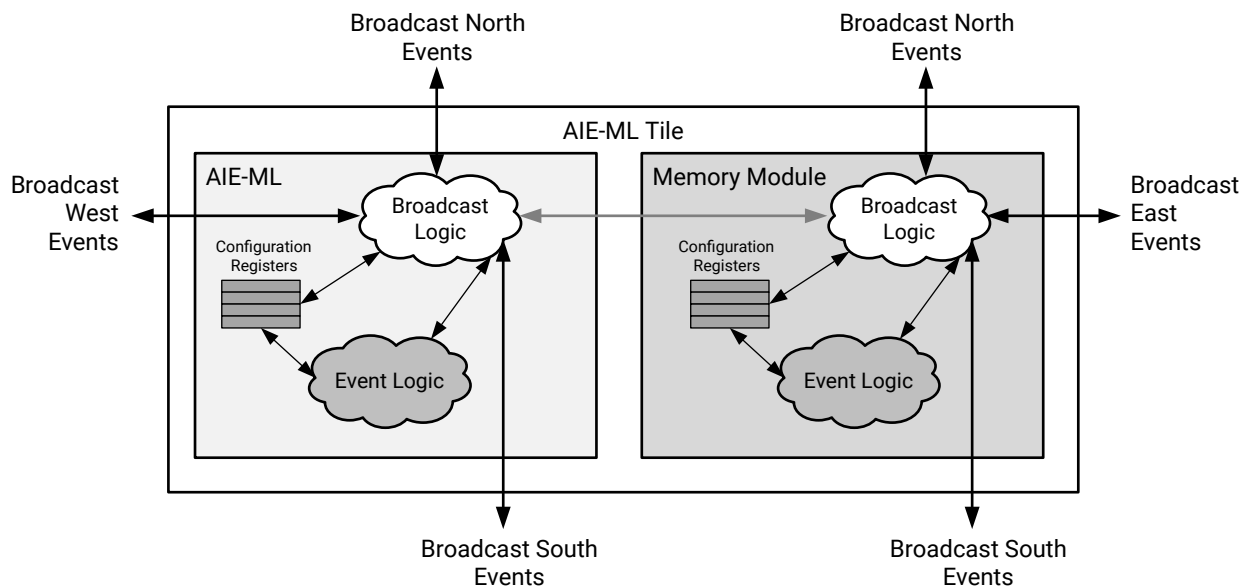 Broadcast North
Events
Broadcast North
Events
AIE-ML Tile
AIE-ML
Memory Module
Broadcast
West
Events
Broadcast
Logic
Broadcast
Logic
Broadcast
East
Events
Configuration
Registers
Configuration
Registers
Event Logic
Event Logic
Broadcast South
Events
Broadcast South
Events